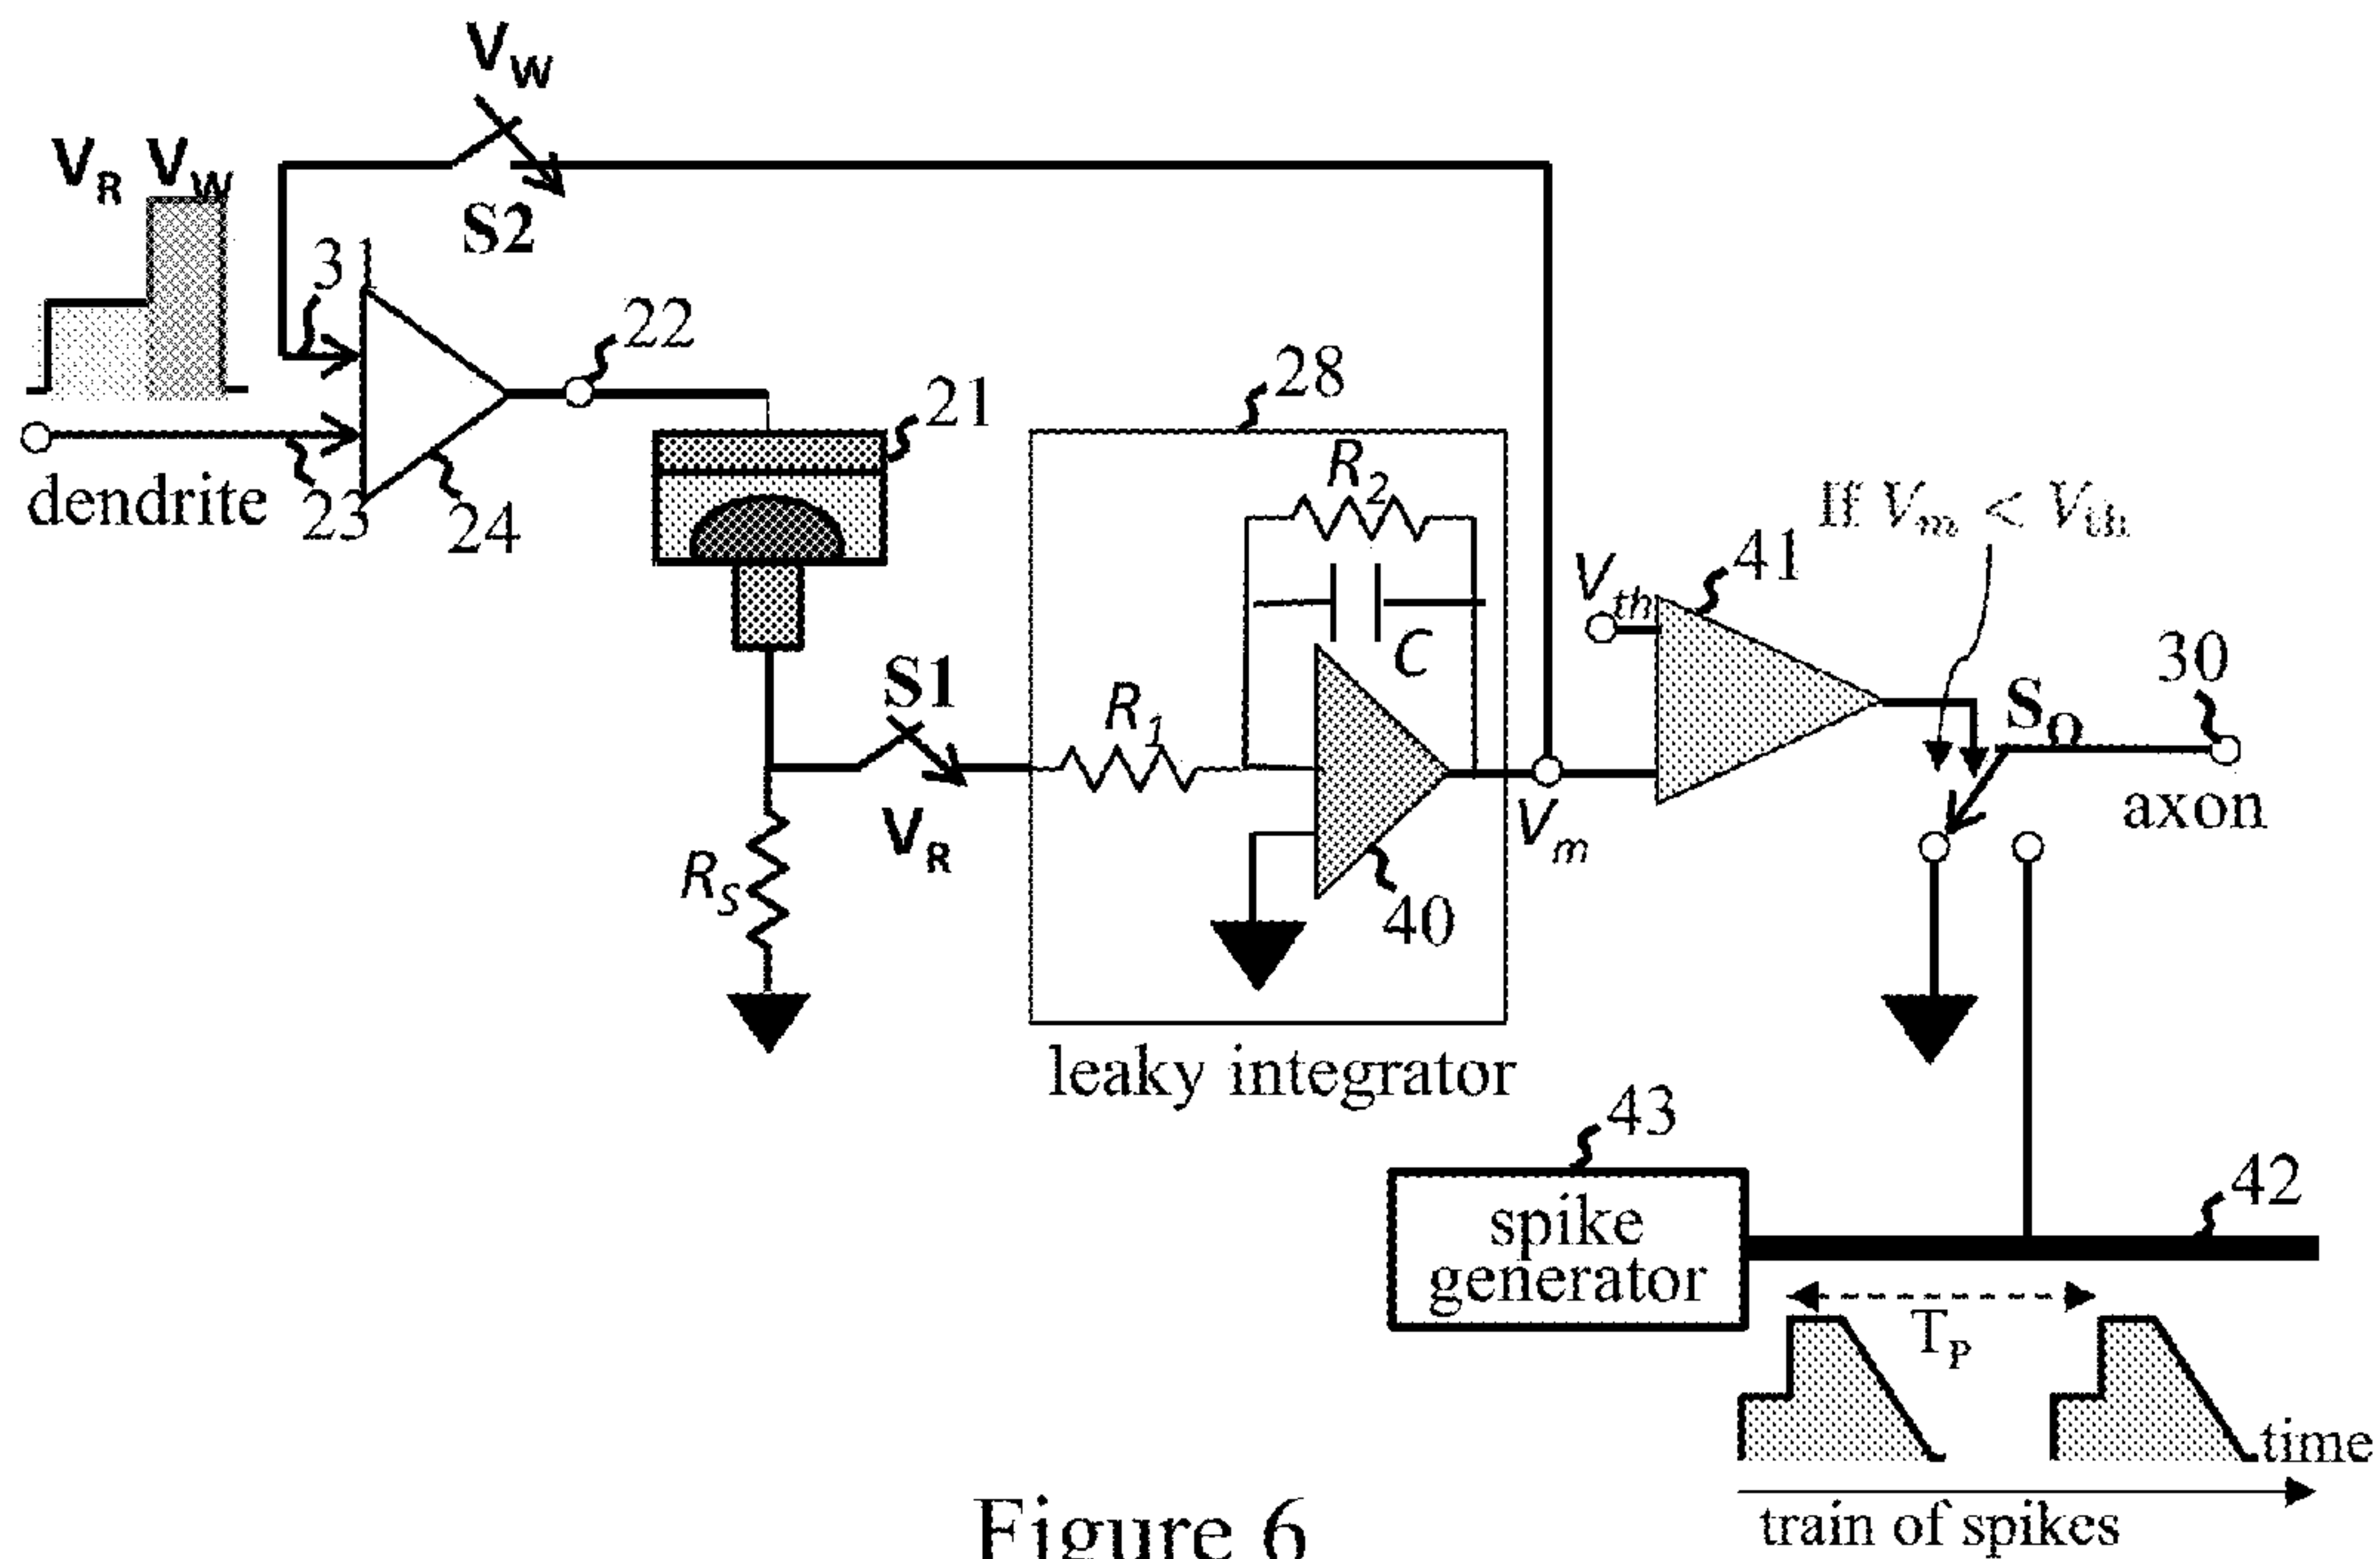 V_W
V_R V_W
S2
31
22
dendrite
23
24
21
28
R_2
C
If V_m < V_th
V_th
41
S1
V_R
R_1
R_S
40
V_m
S_O
30
axon
leaky integrator
43
spike
generator
42
T_P
time
train of spikes
Figure 6